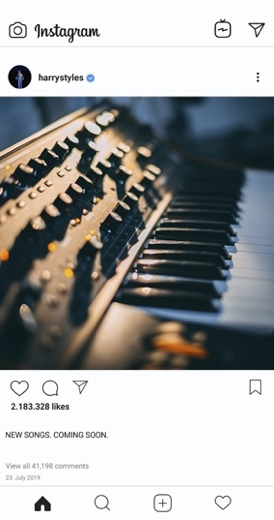 Instagram
harrystyles
2.183.328 likes
NEW SONGS. COMING SOON.
View all 41,198 comments
23. July 2019